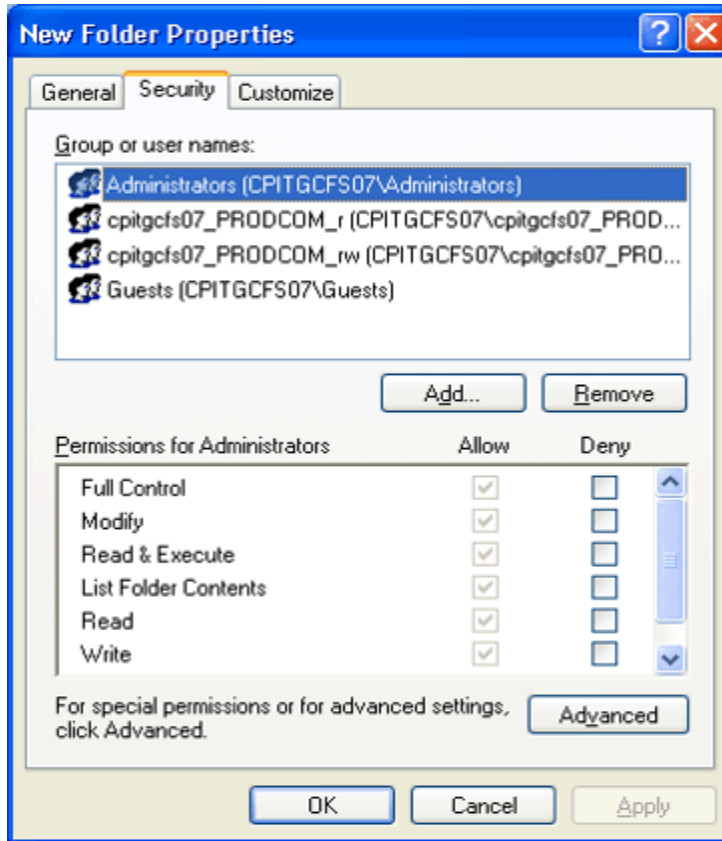 New Folder Properties
General Security Customize
Group or user names:
Administrators (CPITGCFS07\Administrators)
cpitgcfs07_PRODCOM_r (CPITGCFS07\cpitgcfs07_PROD...
cpitgcfs07_PRODCOM_rw (CPITGCFS07\cpitgcfs07_PRO...
Guests (CPITGCFS07\Guests)
Add... Remove
Permissions for Administrators Allow Deny
Full Control
Modify
Read & Execute
List Folder Contents
Read
Write
For special permissions or for advanced settings,
click Advanced.
Advanced
OK Cancel Apply